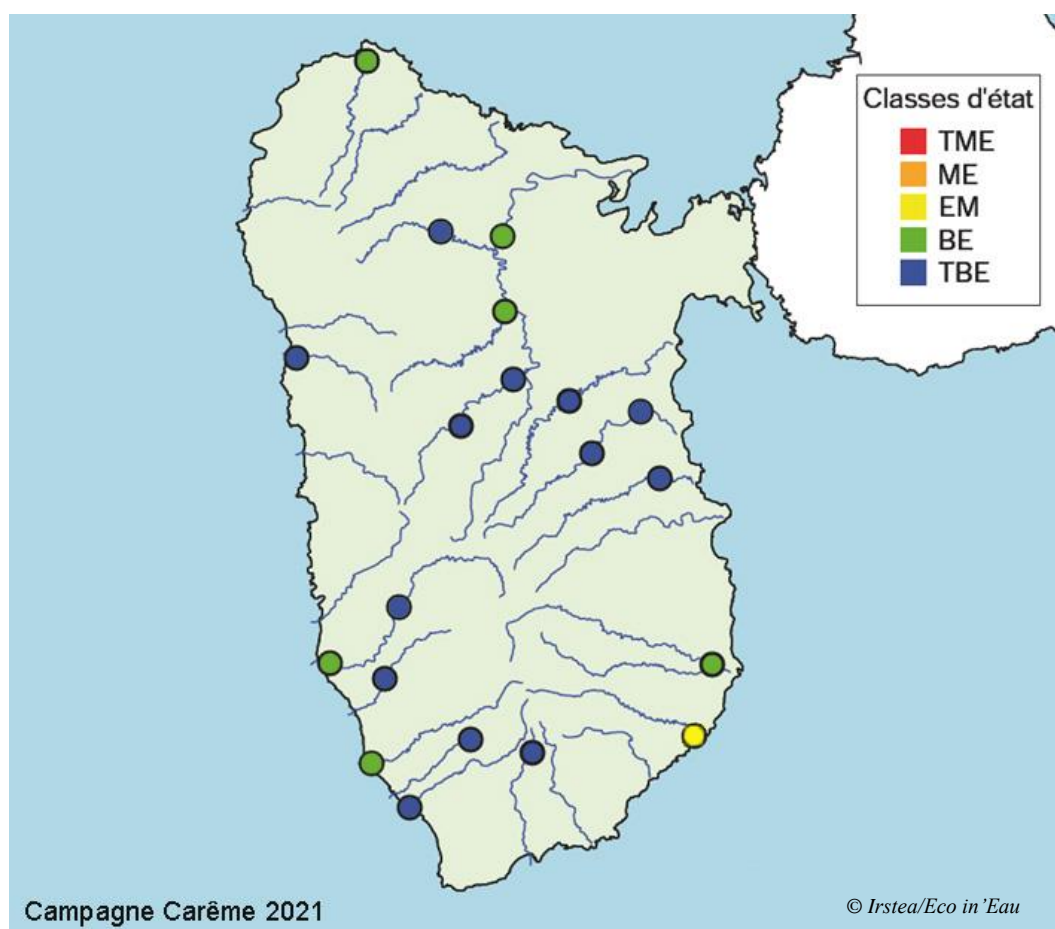 Classes d'état
TME
ME
EM
BE
TBE
Campagne Carême 2021
© Irstea/Eco in’Eau